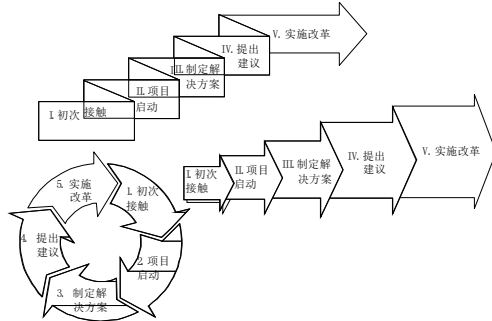 V. 实施改革
IV. 提出
建议
III. 制定解
决方案
II. 项目
启动
I. 初次 接触
I. 初次
接触
II. 项目
启动
III. 制定解
决方案
IV. 提出
建议
V. 实施改革
5. 实施
改革
1. 初次
接触
4. 提出
建议
2. 项目
启动
3. 制定解
决方案